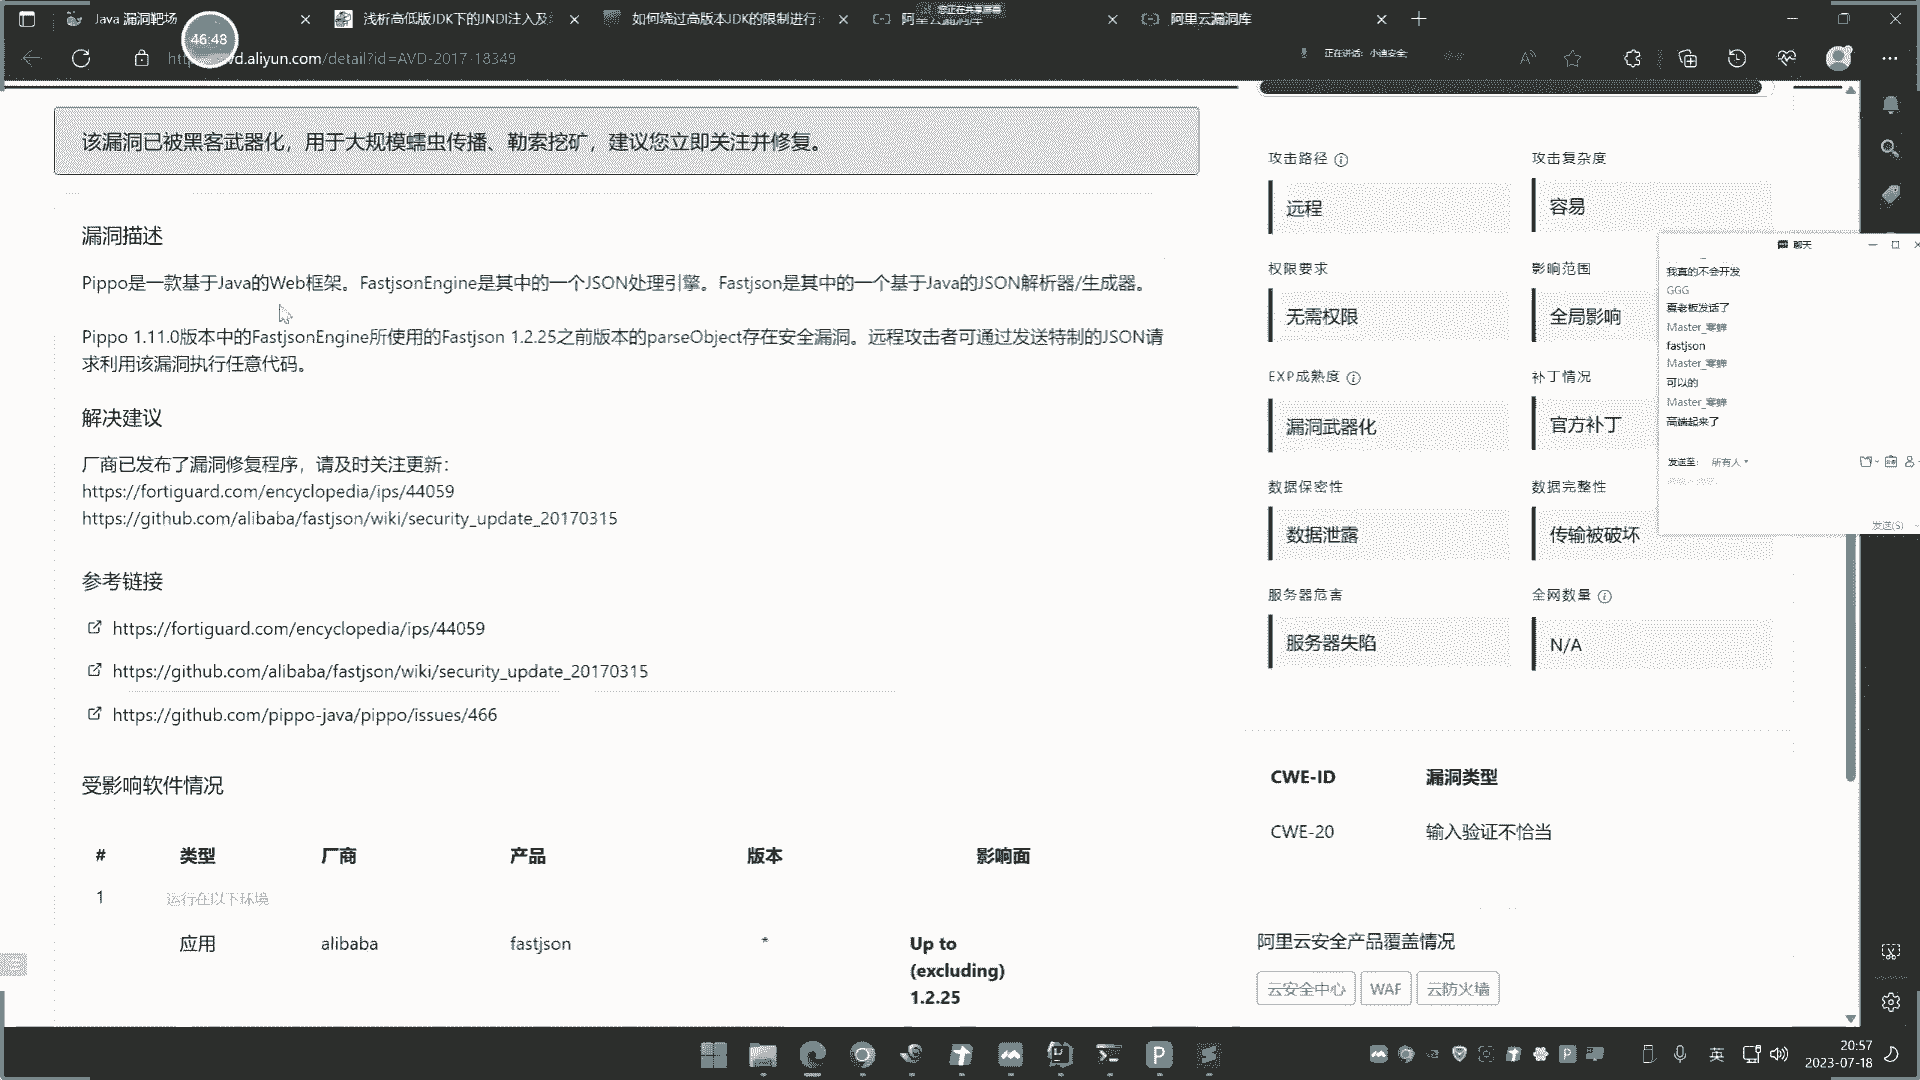 Java 漏洞靶场
浅析高低版JDK下的JNDI注入及
如何绕过高版本JDK的限制进行
阿里云漏洞库
阿里云漏洞库
46:48
d.aliyun.com/detail?id=AVD-2017-18349
正在讲话: 小迪安全;
该漏洞已被黑客武器化，用于大规模蠕虫传播、勒索挖矿，建议您立即关注并修复。
漏洞描述
Pippo是一款基于Java的Web框架。FastjsonEngine是其中的一个JSON处理引擎。Fastjson是其中的一个基于Java的JSON解析器/生成器。
Pippo 1.11.0版本中的FastjsonEngine所使用的Fastjson 1.2.25之前版本的parseObject存在安全漏洞。远程攻击者可通过发送特制的JSON请
求利用该漏洞执行任意代码。
解决建议
厂商已发布了漏洞修复程序，请及时关注更新：
https://fortiguard.com/encyclopedia/ips/44059
https://github.com/alibaba/fastjson/wiki/security_update_20170315
参考链接
https://fortiguard.com/encyclopedia/ips/44059
https://github.com/alibaba/fastjson/wiki/security_update_20170315
https://github.com/pippo-java/pippo/issues/466
受影响软件情况
# 类型 厂商 产品 版本 影响面
1 运行在以下环境
应用 alibaba fastjson * Up to
(excluding)
1.2.25
攻击路径 攻击复杂度
远程 容易
权限要求 影响范围
无需权限 全局影响
EXP成熟度 补丁情况
漏洞武器化 官方补丁
数据保密性 数据完整性
数据泄露 传输被破坏
服务器危害 全网数量
服务器失陷 N/A
CWE-ID 漏洞类型
CWE-20 输入验证不恰当
阿里云安全产品覆盖情况
云安全中心 WAF 云防火墙
聊天
我真的不会开发
GGG
夏老板发话了
Master_寒蝉
fastjson
Master_寒蝉
可以的
Master_寒蝉
高端起来了
发送至: 所有人
发送(S)
英
20:57
2023-07-18